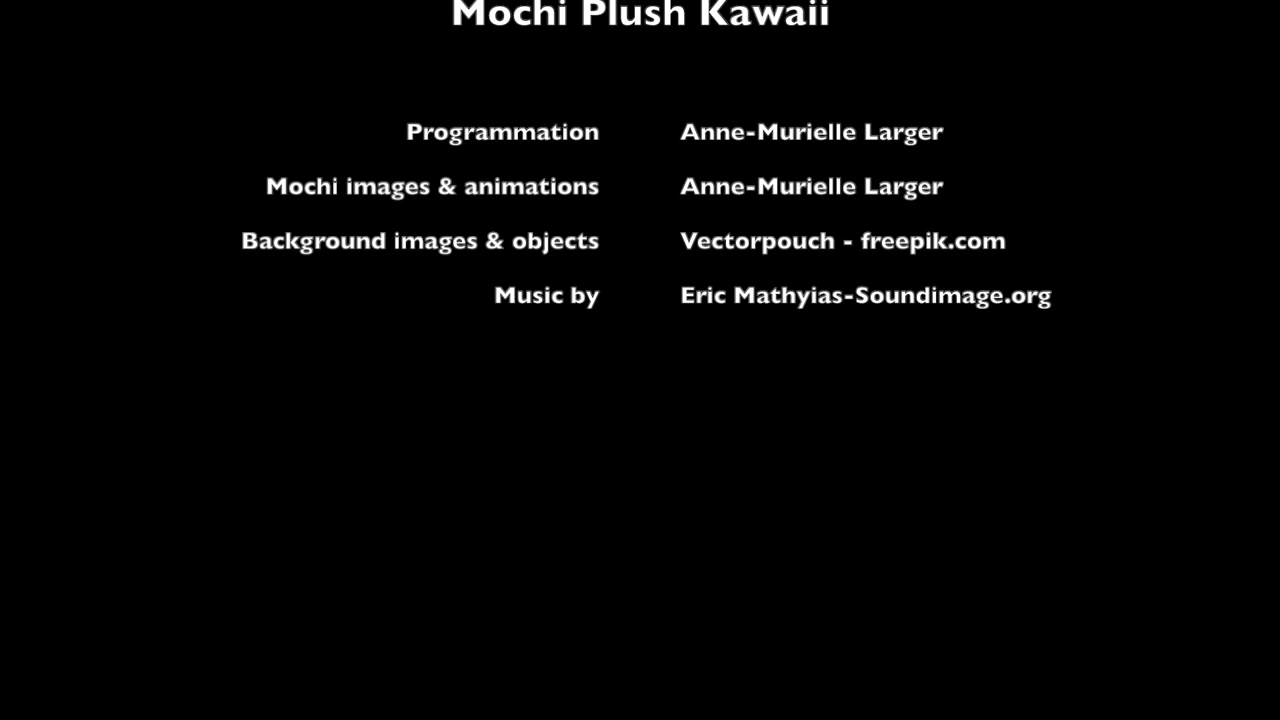 Mochi Plush Kawaii
Programmation Anne-Murielle Larger
Mochi images & animations Anne-Murielle Larger
Background images & objects Vectorpouch - freepik.com
Music by Eric Mathyias-Soundimage.org